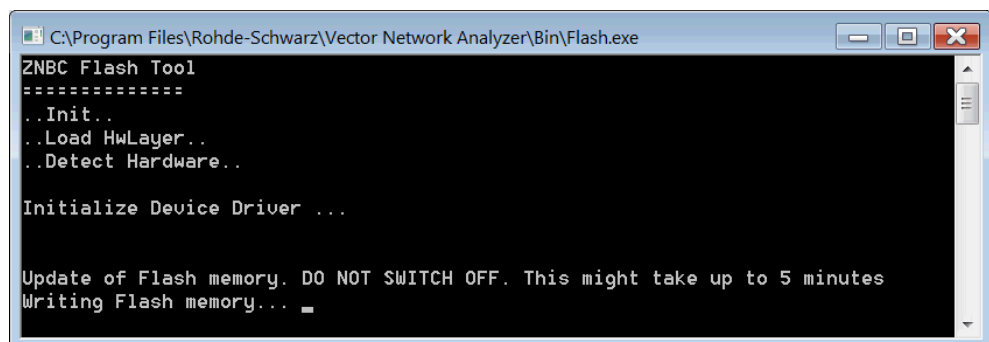 C:\Program Files\Rohde-Schwarz\Vector Network Analyzer\Bin\Flash.exe
ZNBC Flash Tool
==============
..Init..
..Load HwLayer..
..Detect Hardware..
Initialize Device Driver ...
Update of Flash memory. DO NOT SWITCH OFF. This might take up to 5 minutes
Writing Flash memory... _